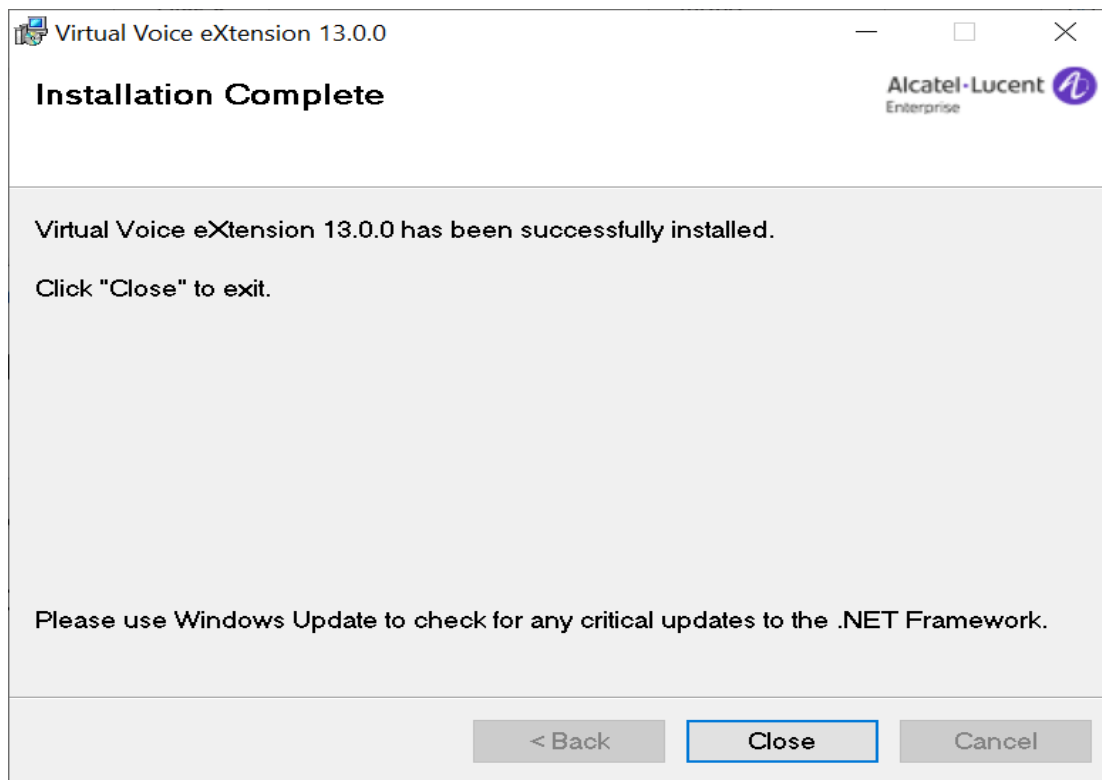 Virtual Voice eXtension 13.0.0
Installation Complete
Alcatel·Lucent
Enterprise
Virtual Voice eXtension 13.0.0 has been successfully installed.
Click "Close" to exit.
Please use Windows Update to check for any critical updates to the .NET Framework.
< Back
Close
Cancel